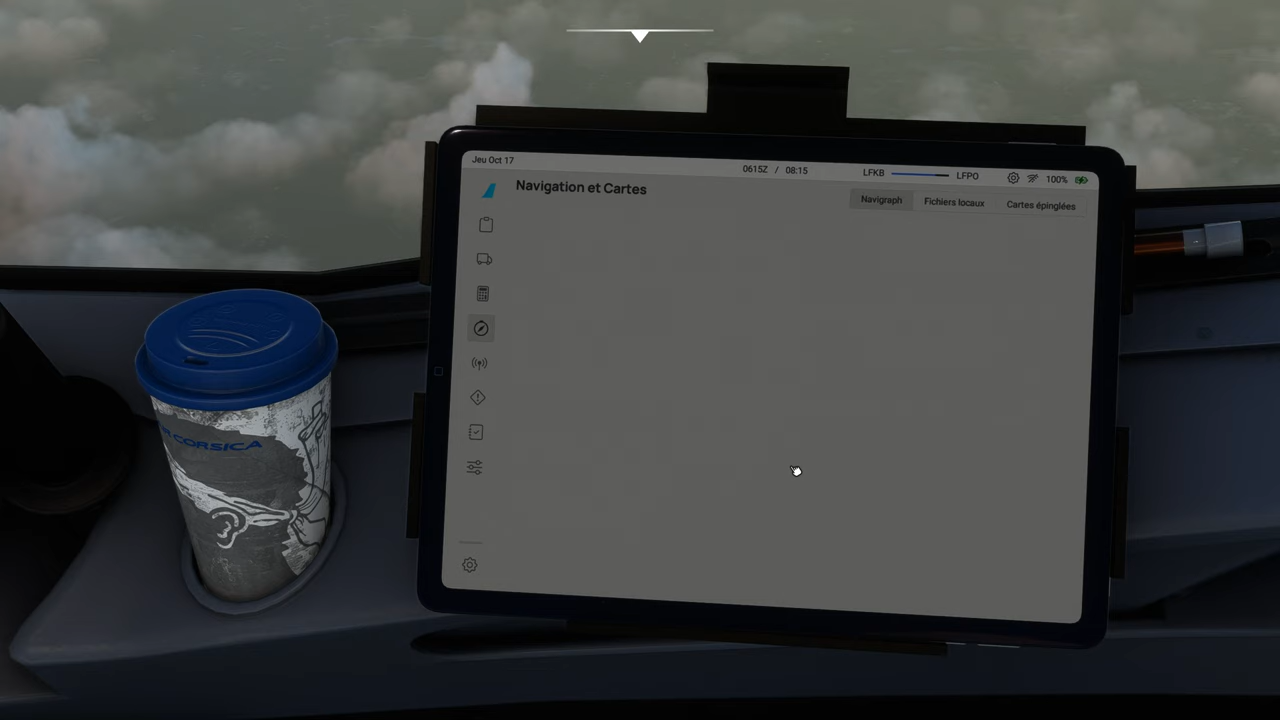 Jeu Oct 17
0615Z / 08:15
LFKB
LFPO
100%
Navigation et Cartes
Navigraph
Fichiers locaux
Cartes épinglées
CORSICA